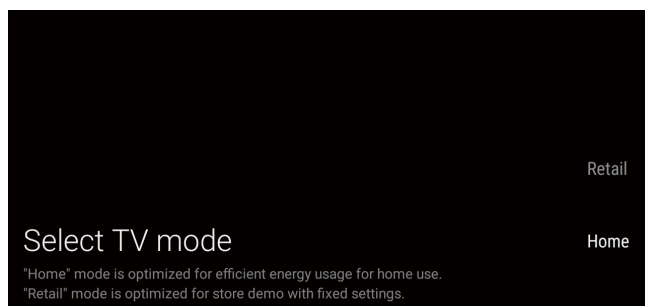 Retail
Select TV mode
Home
"Home" mode is optimized for efficient energy usage for home use.
"Retail" mode is optimized for store demo with fixed settings.